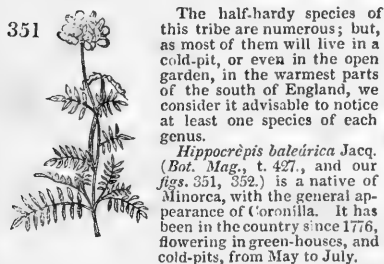 351
The half-hardy species of
this tribe are numerous; but,
as most of them will live in a
cold-pit, or even in the open
garden, in the warmest parts
of the south of England, we
consider it advisable to notice
at least one species of each
genus.
Hippocrèpis baleárica Jacq.
(Bot. Mag., t. 427., and our
figs. 351, 352.) is a native of
Minorca, with the general ap-
pearance of Coronilla. It has
been in the country since 1776,
flowering in green-houses, and
cold-pits, from May to July.